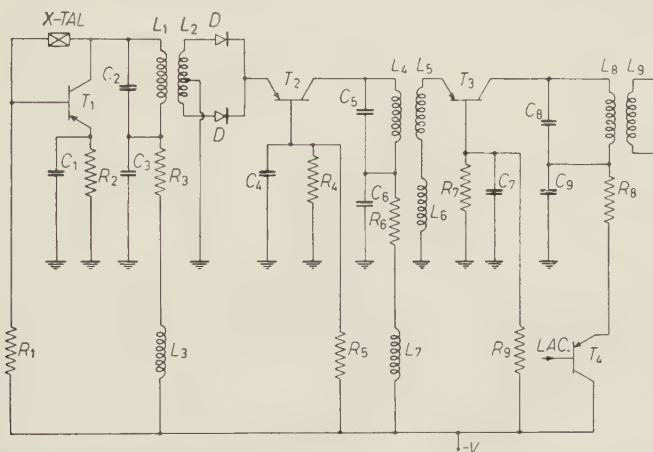 X-TAL L1 L2 D
C2 T1 D T2 L4 L5 T3 L8 L9
C5 C8
C1 R2 C3 R3 C4 R4 C6 R6 L6 R7 C7 C9 R8
R1 L3 R5 L7 R9 LAC. T4
-V